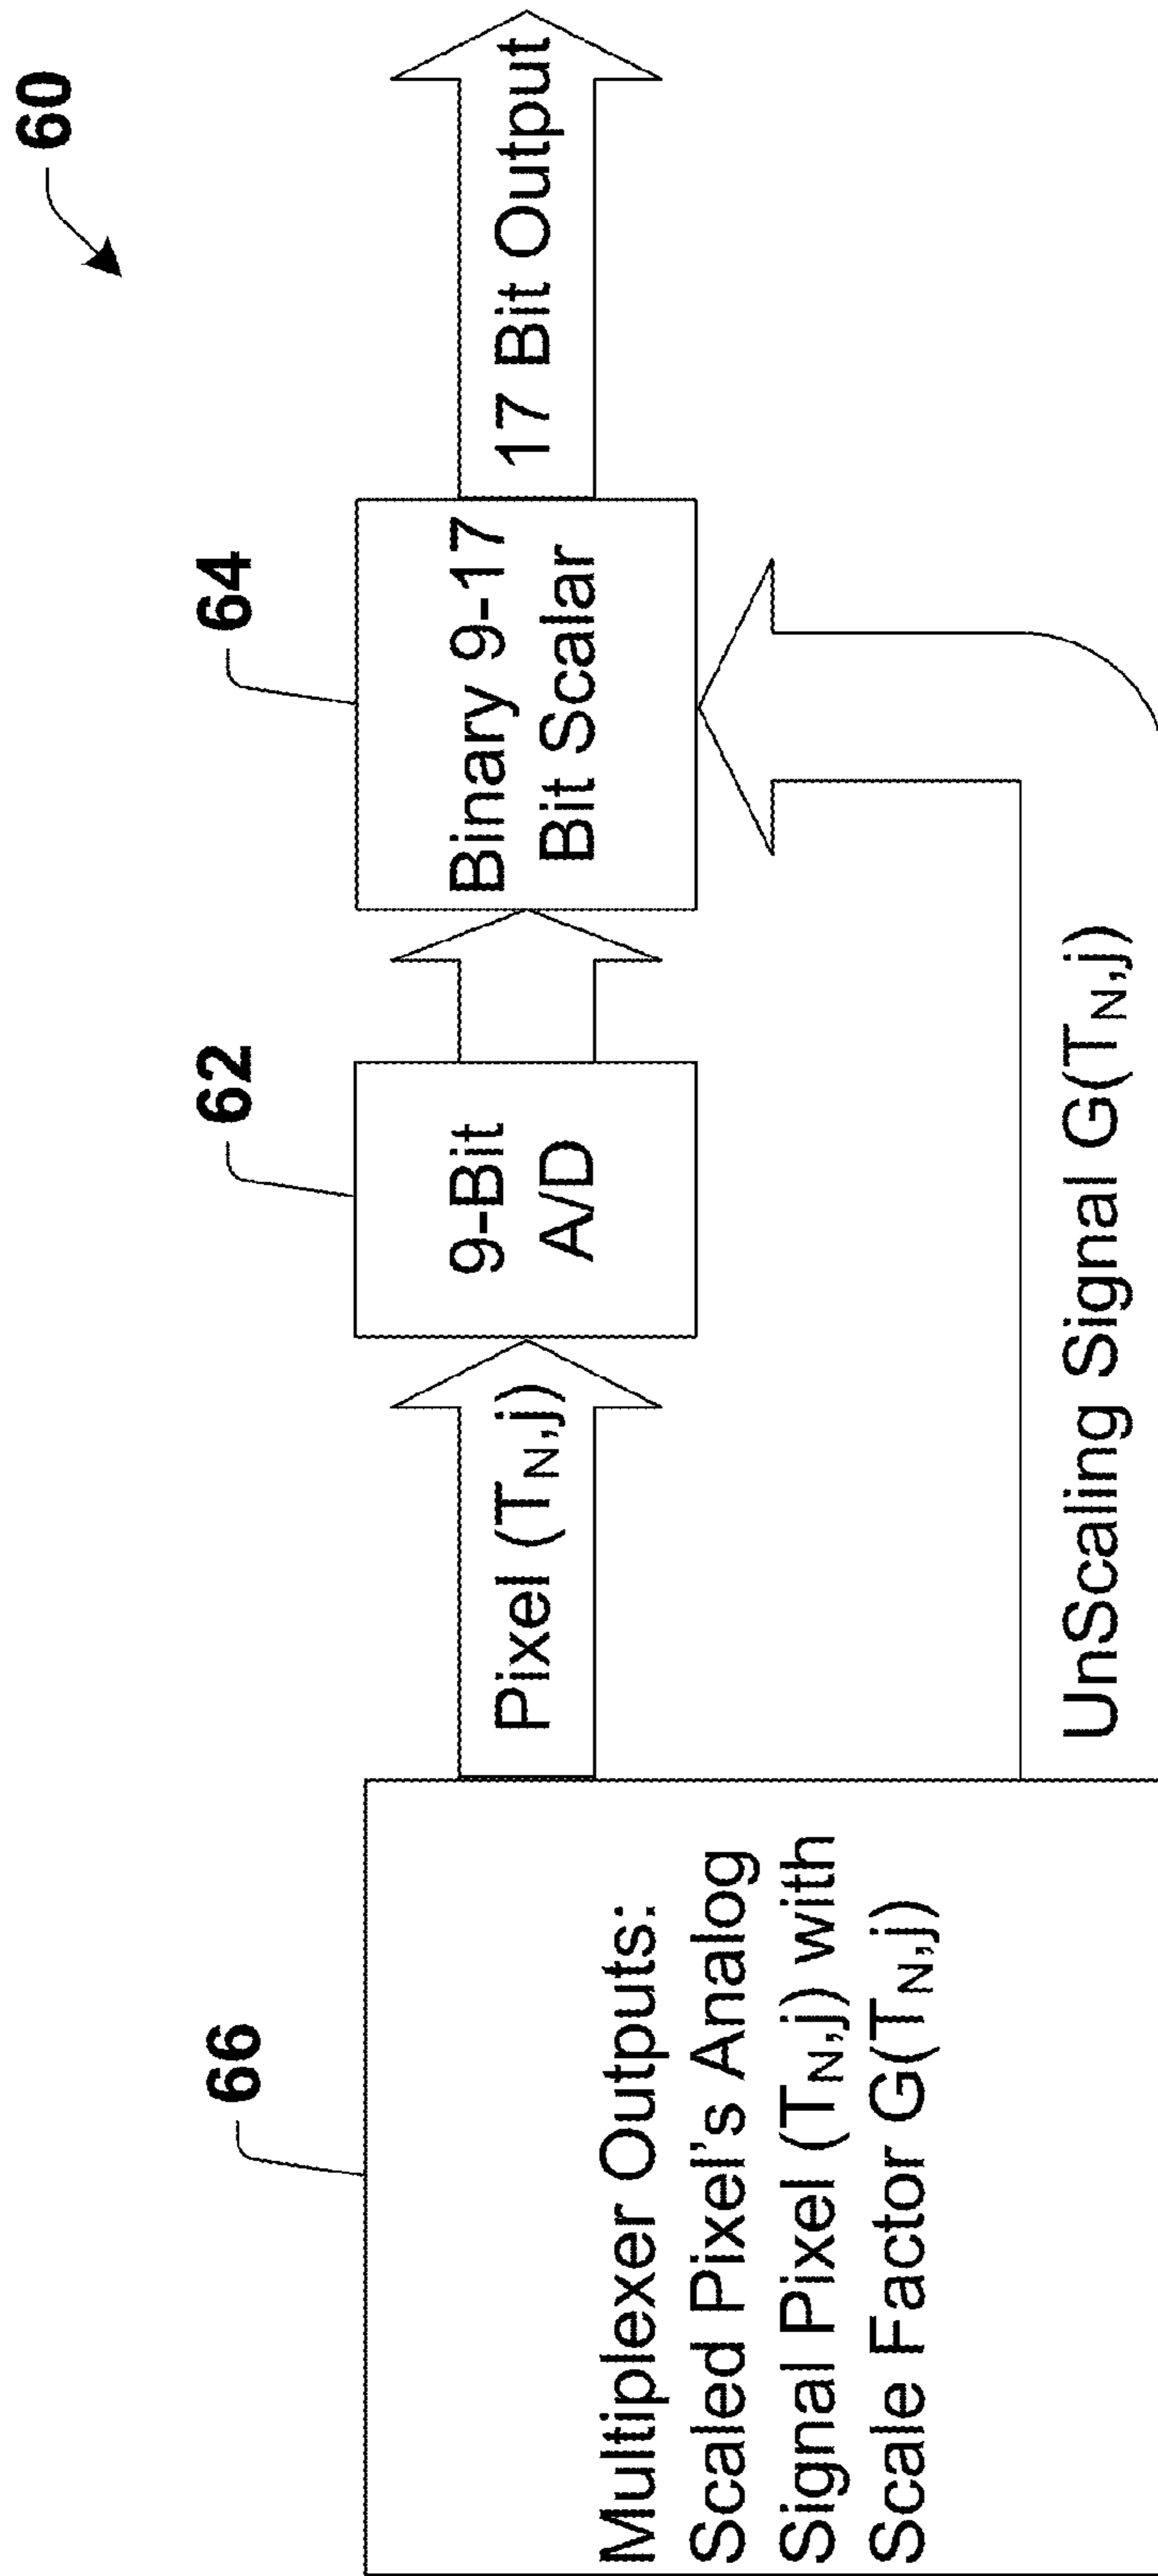 60
66
62
64
Multiplexer Outputs:
Scaled Pixel's Analog
Signal Pixel (TN,j) with
Scale Factor G(TN,j)
Pixel (TN,j)
9-Bit
A/D
Binary 9-17
Bit Scalar
17 Bit Output
UnScaling Signal G(TN,j)